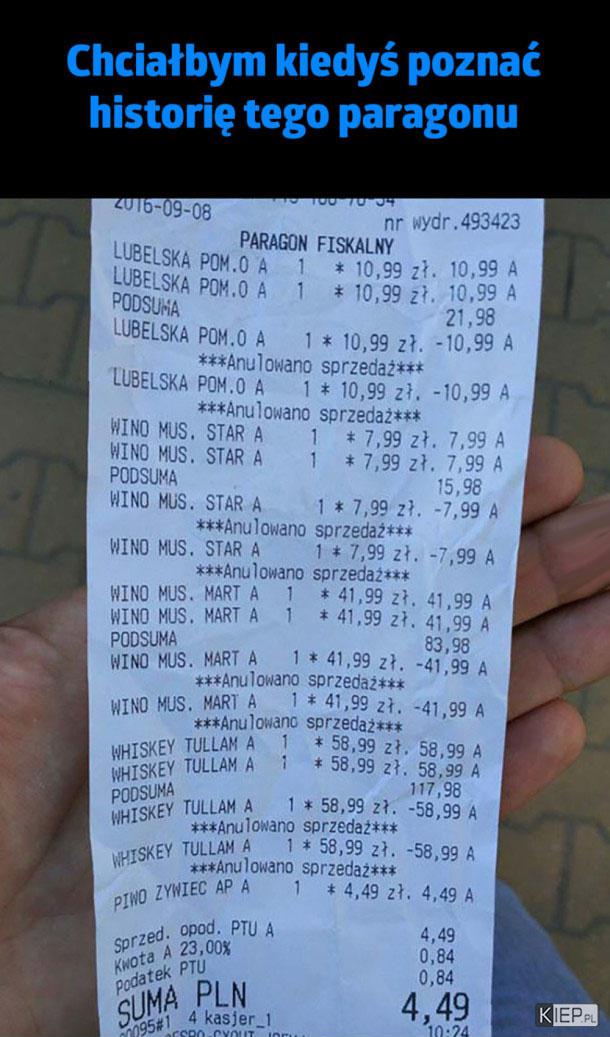 Chciałbym kiedyś poznać
historię tego paragonu
2016-09-08
nr wydr.493423
PARAGON FISKALNY
LUBELSKA POM.O A 1 * 10,99 zł. 10,99 A
LUBELSKA POM.O A 1 * 10,99 zł. 10,99 A
PODSUMA 21,98
LUBELSKA POM.O A 1 * 10,99 zł. -10,99 A
***Anulowano sprzedaż***
LUBELSKA POM.O A 1 * 10,99 zł. -10,99 A
***Anulowano sprzedaż***
WINO MUS. STAR A 1 * 7,99 zł. 7,99 A
WINO MUS. STAR A 1 * 7,99 zł. 7,99 A
PODSUMA 15,98
WINO MUS. STAR A 1 * 7,99 zł. -7,99 A
***Anulowano sprzedaż***
WINO MUS. STAR A 1 * 7,99 zł. -7,99 A
***Anulowano sprzedaż***
WINO MUS. MART A 1 * 41,99 zł. 41,99 A
WINO MUS. MART A 1 * 41,99 zł. 41,99 A
PODSUMA 83,98
WINO MUS. MART A 1 * 41,99 zł. -41,99 A
***Anulowano sprzedaż***
WINO MUS. MART A 1 * 41,99 zł. -41,99 A
***Anulowano sprzedaż***
WHISKEY TULLAM A 1 * 58,99 zł. 58,99 A
WHISKEY TULLAM A 1 * 58,99 zł. 58,99 A
PODSUMA 117,98
WHISKEY TULLAM A 1 * 58,99 zł. -58,99 A
***Anulowano sprzedaż***
WHISKEY TULLAM A 1 * 58,99 zł. -58,99 A
***Anulowano sprzedaż***
PIWO ZYWIEC AP A 1 * 4,49 zł. 4,49 A
Sprzed. opod. PTU A 4,49
Kwota A 23,00% 0,84
Podatek PTU 0,84
SUMA PLN 4,49
00095#1 4 kasjer_1 10:24
KIEP.PL